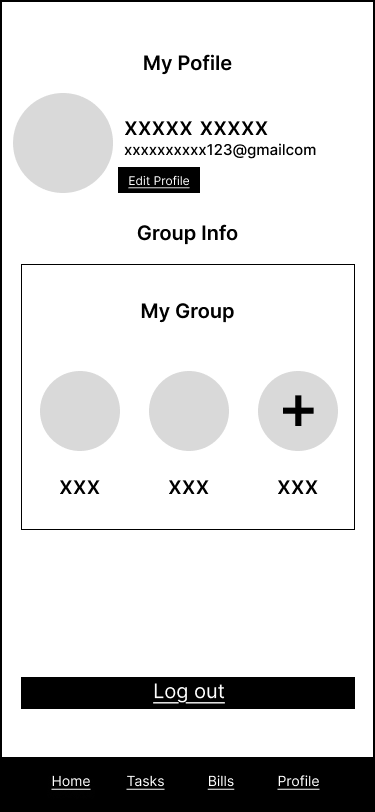 My Pofile
XXXXX XXXXX
xxxxxxxxxx123@gmailcom
Edit Profile
Group Info
My Group
+
XXX XXX XXX
Log out
Home Tasks Bills Profile